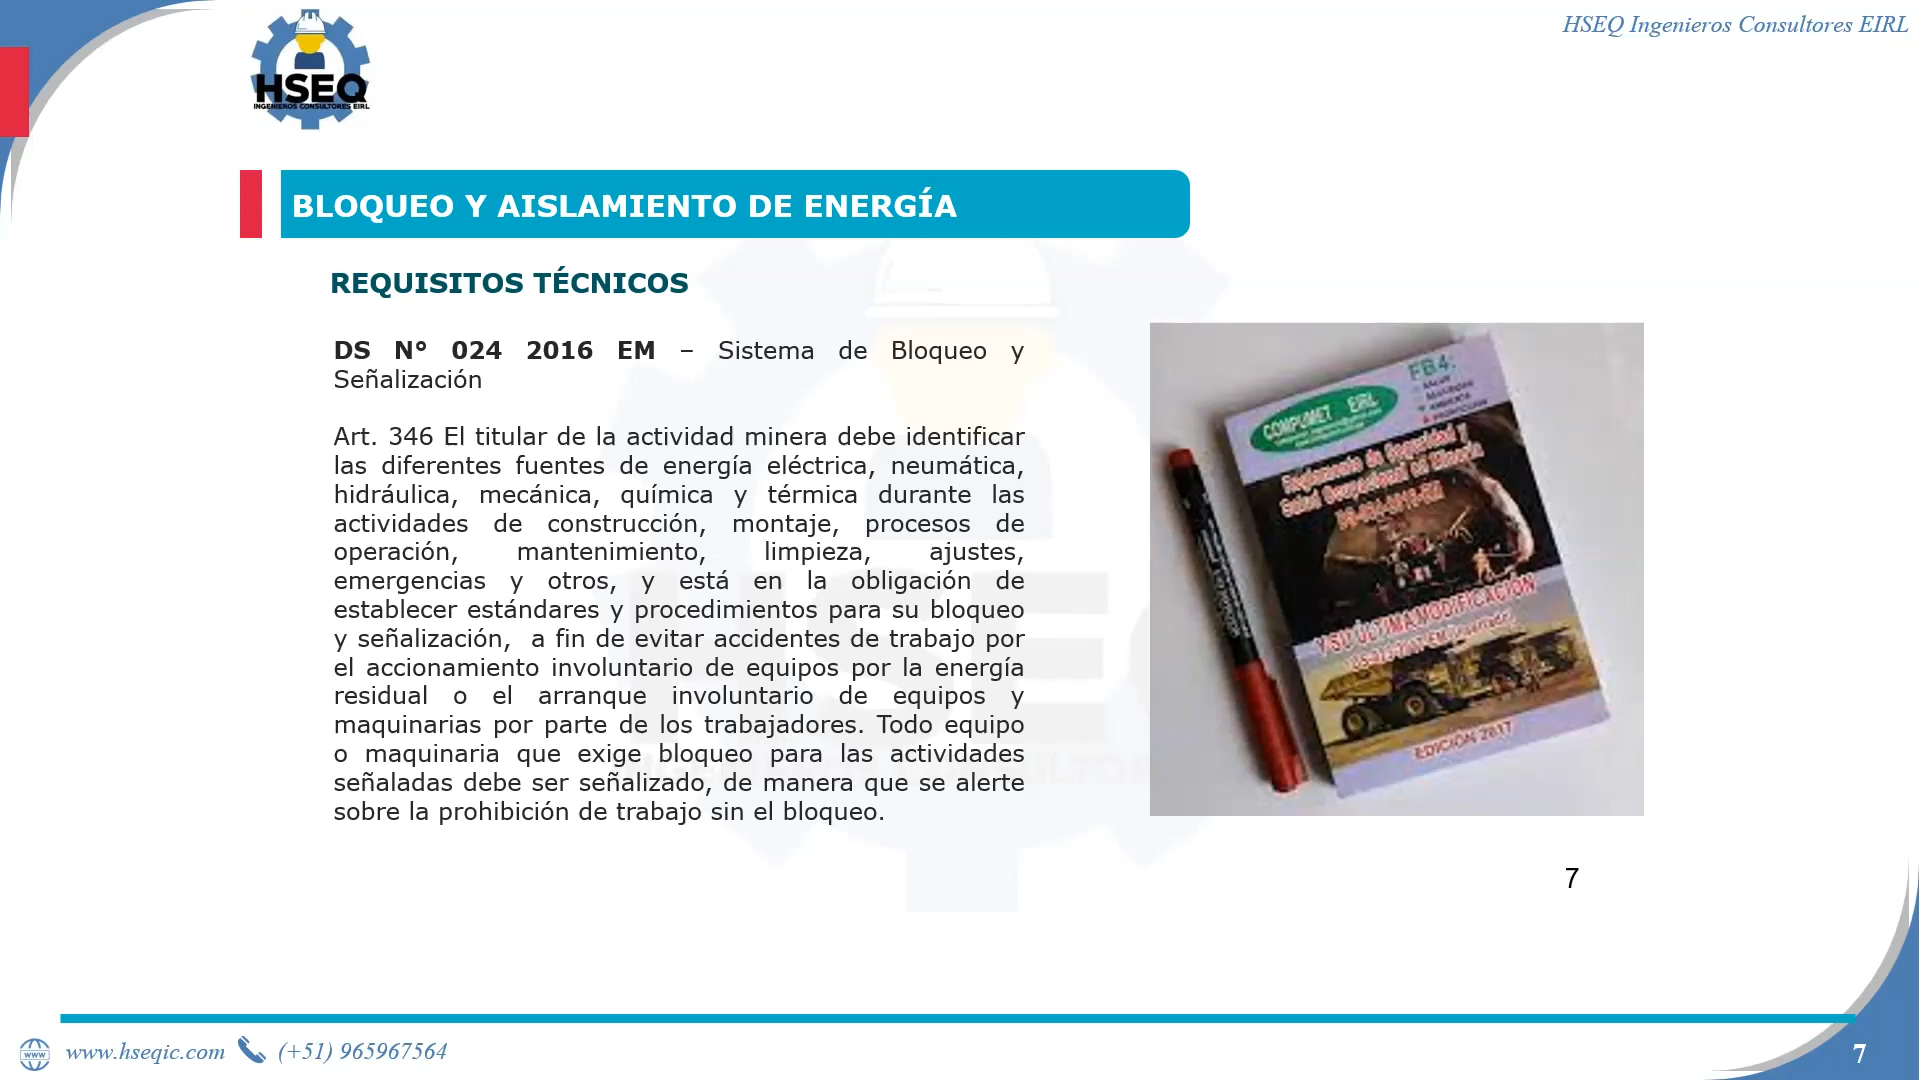 HSEQ Ingenieros Consultores EIRL
HSEQ
INGENIEROS CONSULTORES EIRL
BLOQUEO Y AISLAMIENTO DE ENERGÍA
REQUISITOS TÉCNICOS
DS N° 024 2016 EM – Sistema de Bloqueo y
Señalización
Art. 346 El titular de la actividad minera debe identificar
las diferentes fuentes de energía eléctrica, neumática,
hidráulica, mecánica, química y térmica durante las
actividades de construcción, montaje, procesos de
operación, mantenimiento, limpieza, ajustes,
emergencias y otros, y está en la obligación de
establecer estándares y procedimientos para su bloqueo
y señalización, a fin de evitar accidentes de trabajo por
el accionamiento involuntario de equipos por la energía
residual o el arranque involuntario de equipos y
maquinarias por parte de los trabajadores. Todo equipo
o maquinaria que exige bloqueo para las actividades
señaladas debe ser señalizado, de manera que se alerte
sobre la prohibición de trabajo sin el bloqueo.
COMPUMET EIRL
Reglamento de Seguridad y
Salud Ocupacional en Minería
Y SU ÚLTIMA MODIFICACIÓN
EDICIÓN 2017
7
www.hseqic.com (+51) 965967564
7